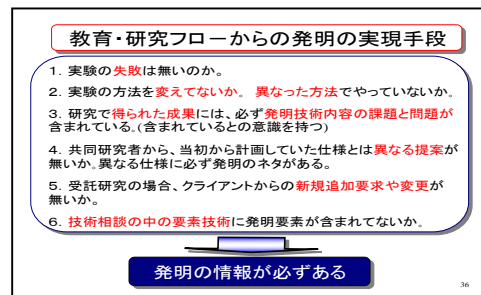 教育・研究フローからの発明の実現手段
1. 実験の失敗は無いのか。
2. 実験の方法を変えてないか。 異なった方法でやっていないか。
3. 研究で得られた成果には、必ず発明技術内容の課題と問題が
含まれている。(含まれているとの意識を持つ)
4. 共同研究者から、当初から計画していた仕様とは異なる提案が
無いか。異なる仕様に必ず発明のネタがある。
5. 受託研究の場合、クライアントからの新規追加要求や変更が
無いか。
6. 技術相談の中の要素技術に発明要素が含まれてないか。
発明の情報が必ずある
36